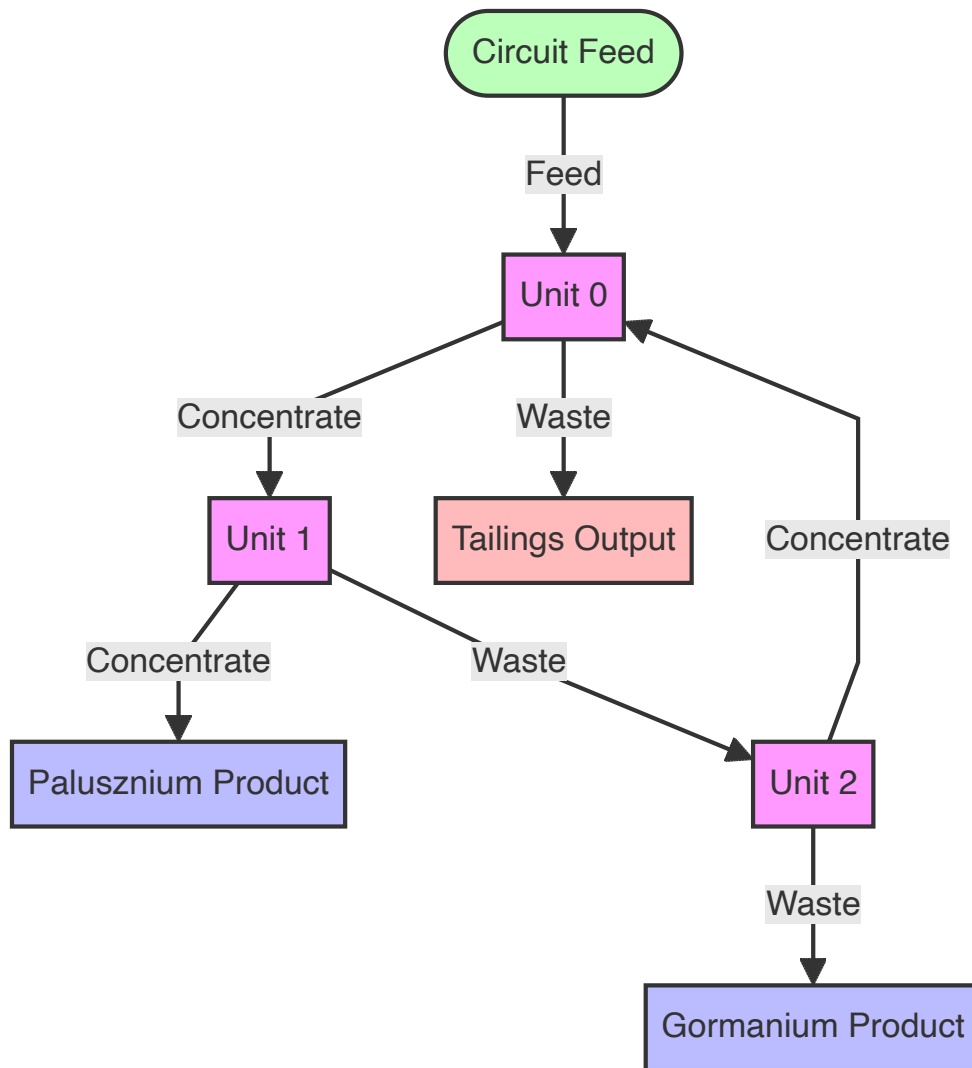 Circuit Feed
Feed
Unit 0
Concentrate
Waste
Unit 1
Tailings Output
Concentrate
Concentrate
Waste
Palusznium Product
Unit 2
Waste
Gormanium Product